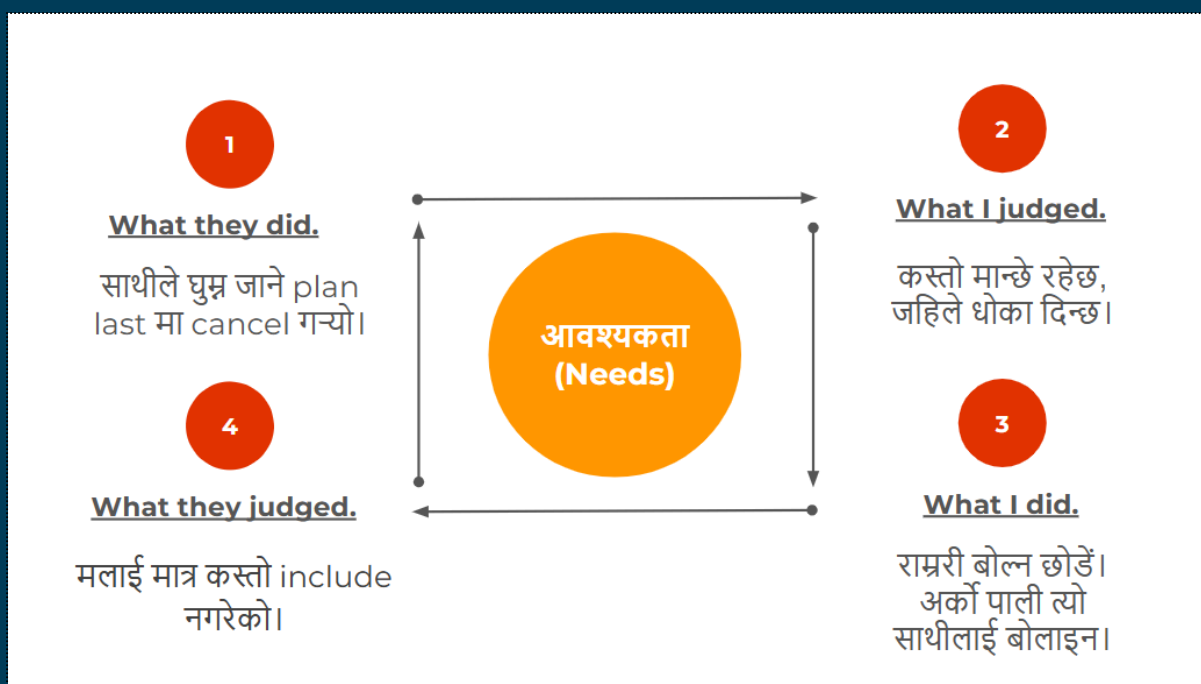 1
What they did.
साथीले घुम्न जाने plan
last मा cancel गर्‍यो।
2
What I judged.
कस्तो मान्छे रहेछ,
जहिले धोका दिन्छ।
आवश्यकता
(Needs)
4
What they judged.
मलाई मात्र कस्तो include
नगरेको।
3
What I did.
राम्ररी बोल्न छोडें।
अर्को पाली त्यो
साथीलाई बोलाइन।